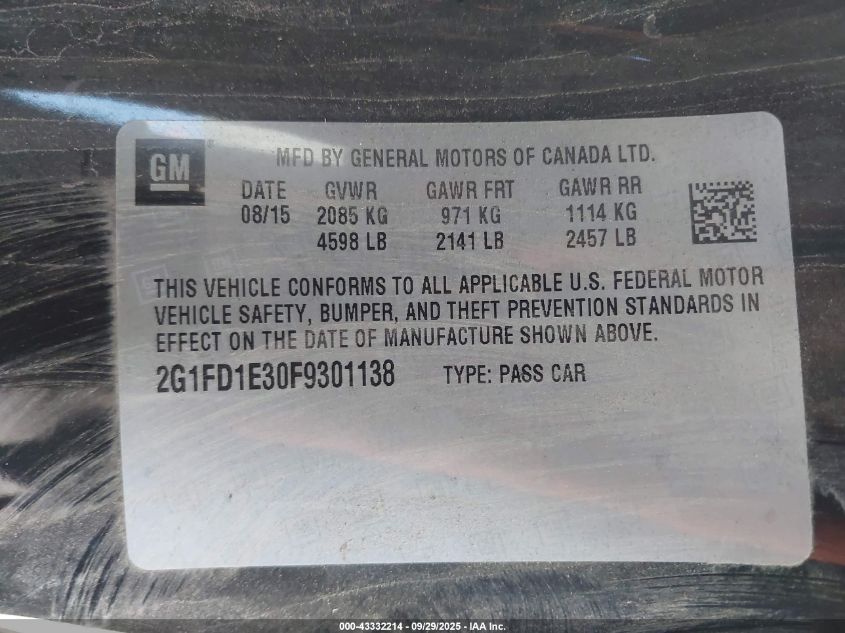 GM
MFD BY GENERAL MOTORS OF CANADA LTD.
DATE GVWR GAWR FRT GAWR RR
08/15 2085 KG 971 KG 1114 KG
4598 LB 2141 LB 2457 LB
THIS VEHICLE CONFORMS TO ALL APPLICABLE U.S. FEDERAL MOTOR
VEHICLE SAFETY, BUMPER, AND THEFT PREVENTION STANDARDS IN
EFFECT ON THE DATE OF MANUFACTURE SHOWN ABOVE.
2G1FD1E30F9301138 TYPE: PASS CAR
000-43332214 - 09/29/2025 - IAA Inc.